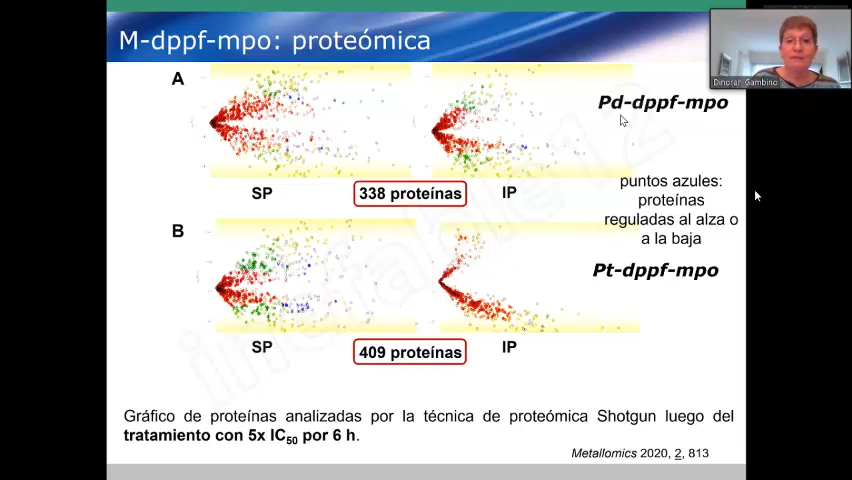 M-dppf-mpo: proteómica
Dinorah Gambino
A
Pd-dppf-mpo
SP
338 proteínas
IP
puntos azules:
proteínas
reguladas al alza o
a la baja
B
Pt-dppf-mpo
SP
409 proteínas
IP
Gráfico de proteínas analizadas por la técnica de proteómica Shotgun luego del
tratamiento con 5x IC50 por 6 h.
Metallomics 2020, 2, 813